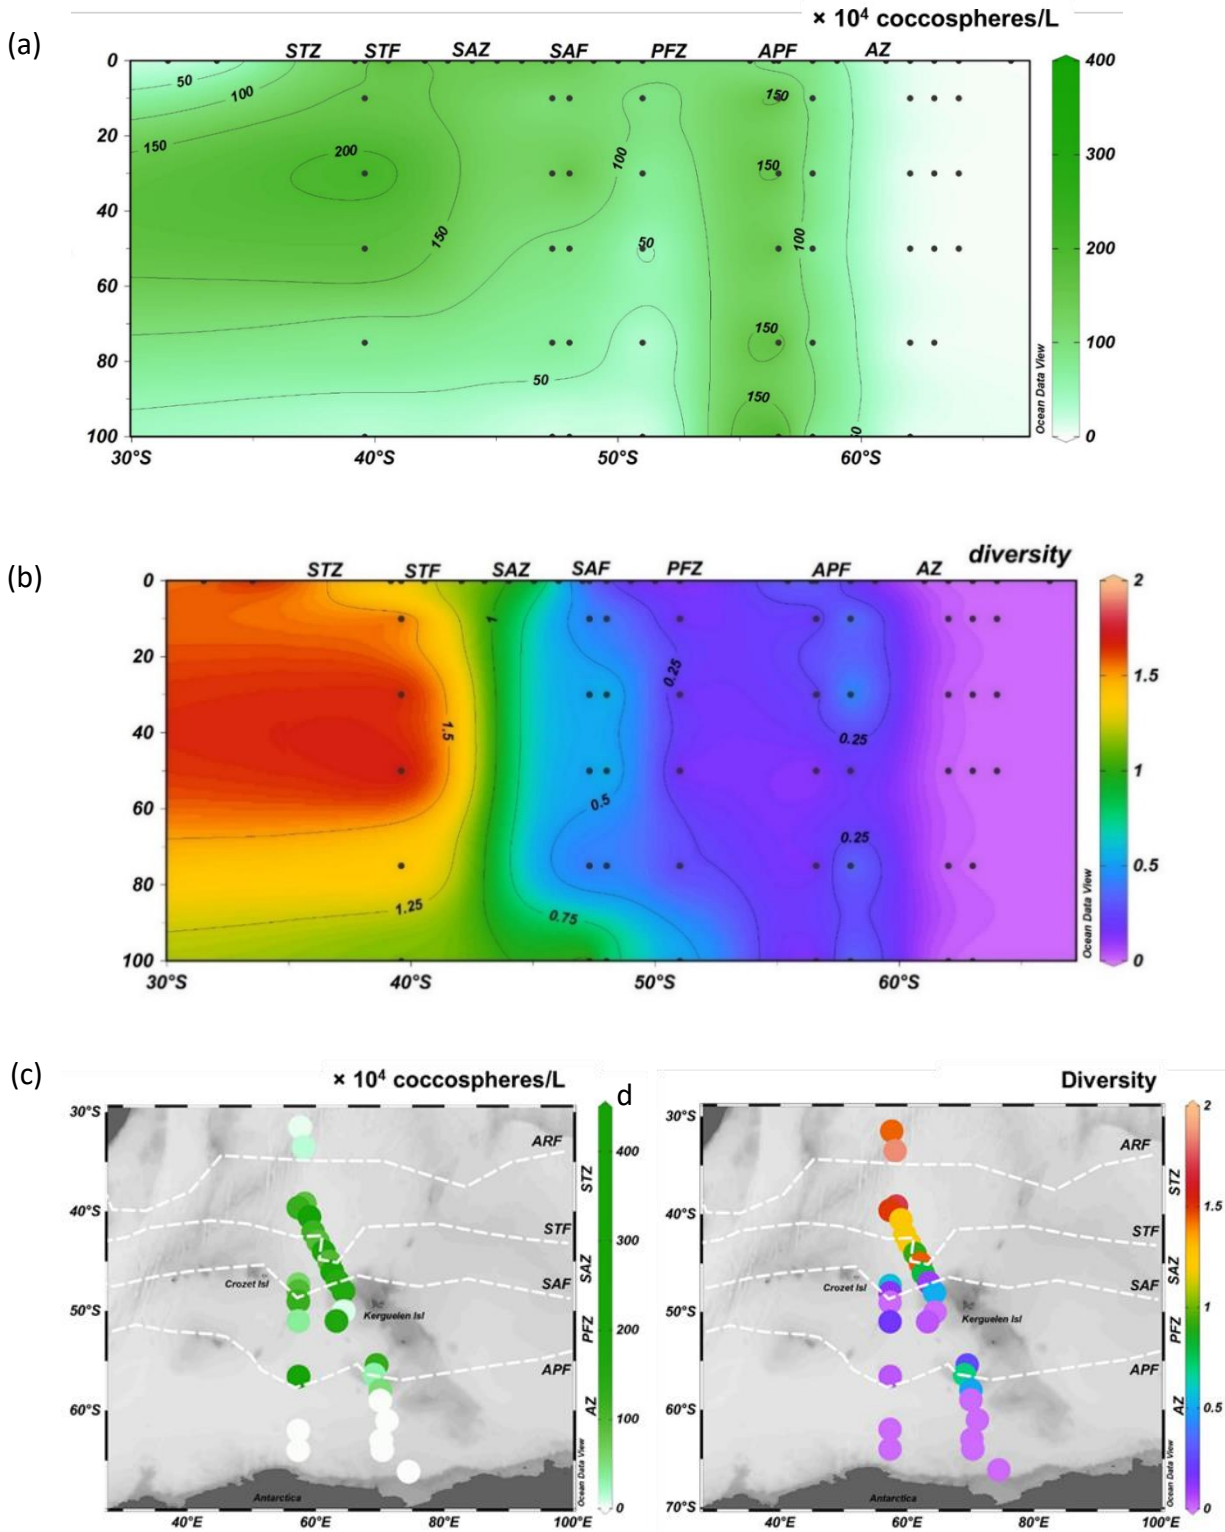 (a)
× 10⁴ coccospheres/L
STZ STF SAZ SAF PFZ APF AZ
0
20
40
60
80
100
50
100
150
200
150
100
50
50
150
150
150
150
100
30°S 40°S 50°S 60°S
Ocean Data View
400
300
200
100
0
(b)
diversity
STZ STF SAZ SAF PFZ APF AZ
0
20
40
60
80
100
1
1.5
1.25
0.75
0.5
0.25
0.25
0.25
30°S 40°S 50°S 60°S
Ocean Data View
2
1.5
1
0.5
0
(c)
× 10⁴ coccospheres/L
30°S
40°S
50°S
60°S
ARF
STF
SAF
APF
STZ
SAZ
PFZ
AZ
Crozet Isl
Kerguelen Isl
Antarctica
Ocean Data View
40°E 60°E 80°E 100°E
400
300
200
100
0
d
Diversity
30°S
40°S
50°S
60°S
70°S
ARF
STF
SAF
APF
STZ
SAZ
PFZ
AZ
Crozet Isl
Kerguelen Isl
Antarctica
Ocean Data View
40°E 60°E 80°E 100°E
2
1.5
1
0.5
0